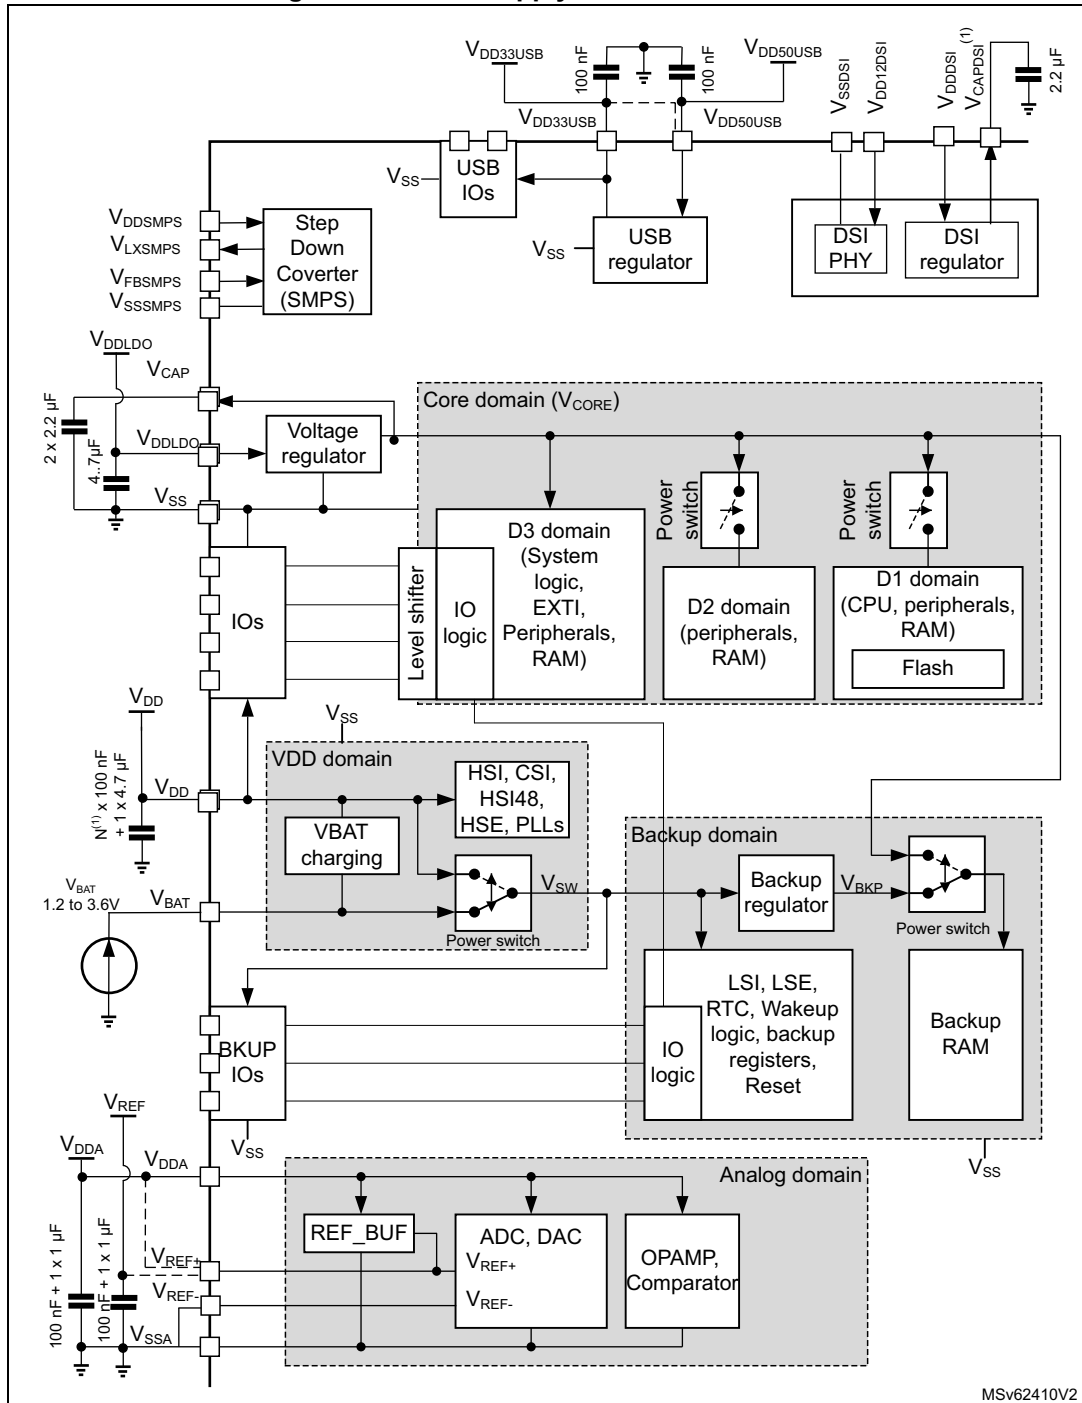 VDD33USB
100 nF
100 nF
VDD50USB
VSSDSI
VDD12DSI
VDDDSI
VCAPDSI(1)
2.2 µF
VDD33USB
VDD50USB
USB
IOs
VSS
VSS
USB
regulator
DSI
PHY
DSI
regulator
VDDSMPS
VLXSMPS
VFBSMPS
VSSSMPS
Step
Down
Coverter
(SMPS)
VDDLDO
VCAP
2 x 2.2 µF
VDDLDO
4..7µF
VSS
Voltage
regulator
Core domain (VCORE)
Power
switch
Power
switch
D3 domain
(System
logic,
EXTI,
Peripherals,
RAM)
D2 domain
(peripherals,
RAM)
D1 domain
(CPU, peripherals,
RAM)
Flash
IOs
Level shifter
IO
logic
VDD
N(1) x 100 nF
+ 1 x 4.7 µF
VDD
VSS
VDD domain
HSI, CSI,
HSI48,
HSE, PLLs
VBAT
charging
VBAT
1.2 to 3.6V
VBAT
VSW
Power switch
Backup domain
Backup
regulator
VBKP
Power switch
LSI, LSE,
RTC, Wakeup
logic, backup
registers,
Reset
IO
logic
Backup
RAM
BKUP
IOs
VSS
VSS
VREF
VDDA
VDDA
100 nF + 1 x 1 µF
100 nF + 1 x 1 µF
VREF+
VREF-
VSSA
Analog domain
REF_BUF
ADC, DAC
VREF+
VREF-
OPAMP,
Comparator
MSv62410V2